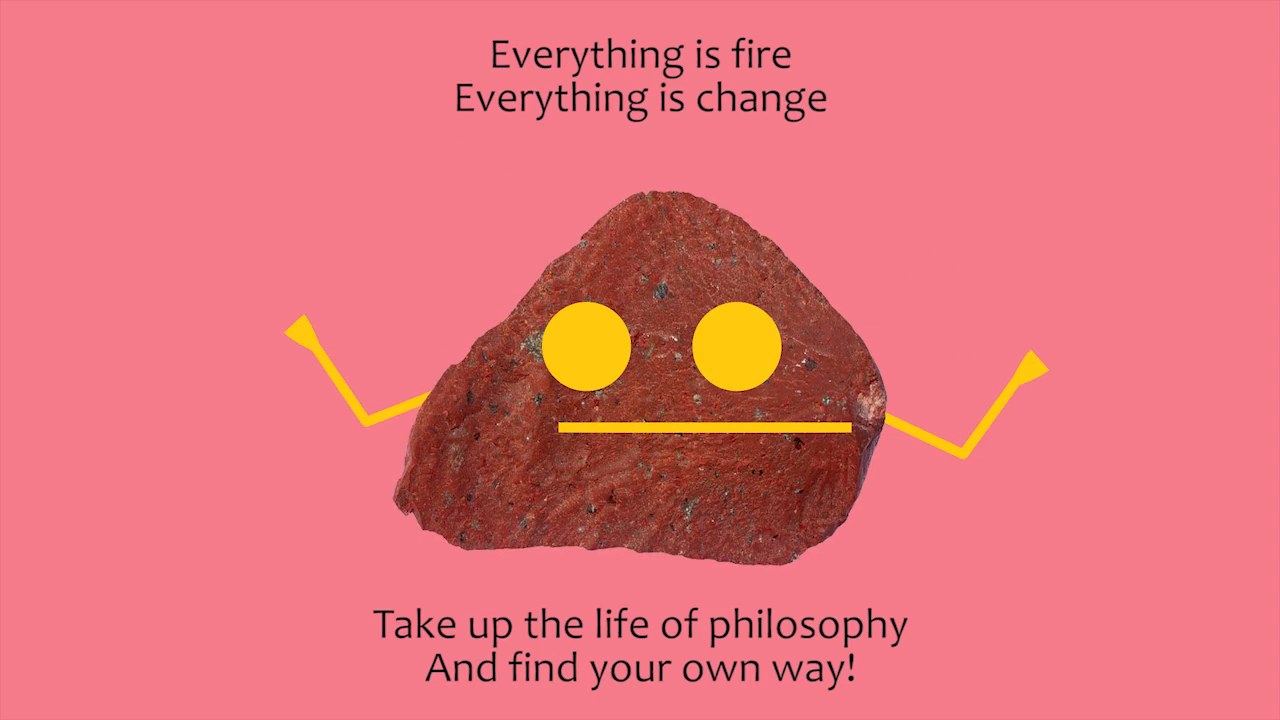 Everything is fire
Everything is change
Take up the life of philosophy
And find your own way!